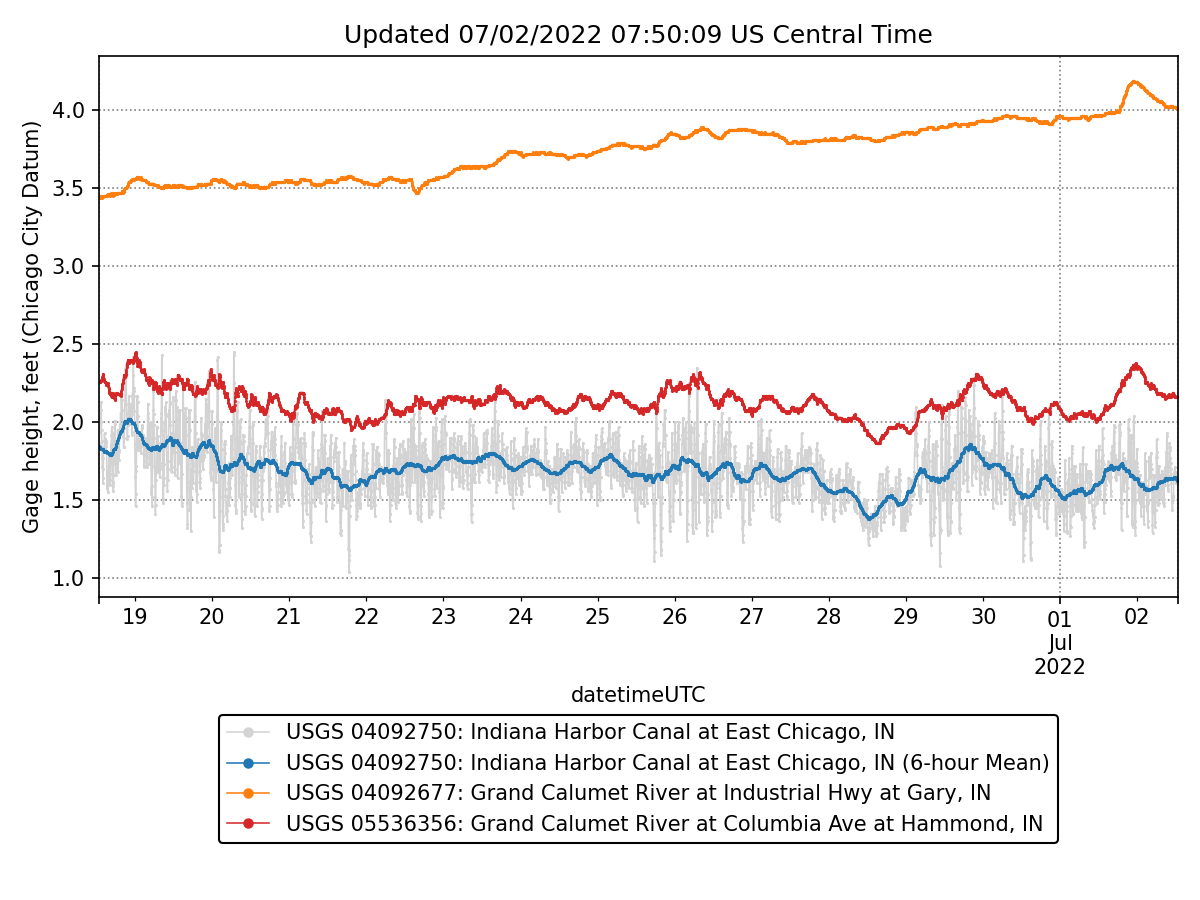 Updated 07/02/2022 07:50:09 US Central Time
Gage height, feet (Chicago City Datum)
4.0
3.5
3.0
2.5
2.0
1.5
1.0
19 20 21 22 23 24 25 26 27 28 29 30 01 02
Jul
2022
datetimeUTC
USGS 04092750: Indiana Harbor Canal at East Chicago, IN
USGS 04092750: Indiana Harbor Canal at East Chicago, IN (6-hour Mean)
USGS 04092677: Grand Calumet River at Industrial Hwy at Gary, IN
USGS 05536356: Grand Calumet River at Columbia Ave at Hammond, IN